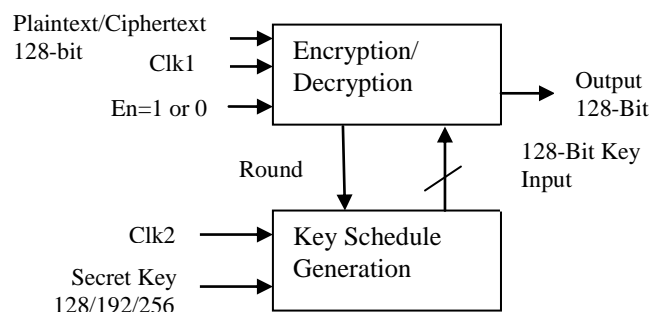 Plaintext/Ciphertext
128-bit
Clk1
En=1 or 0
Encryption/
Decryption
Output
128-Bit
Round
128-Bit Key
Input
Clk2
Secret Key
128/192/256
Key Schedule
Generation